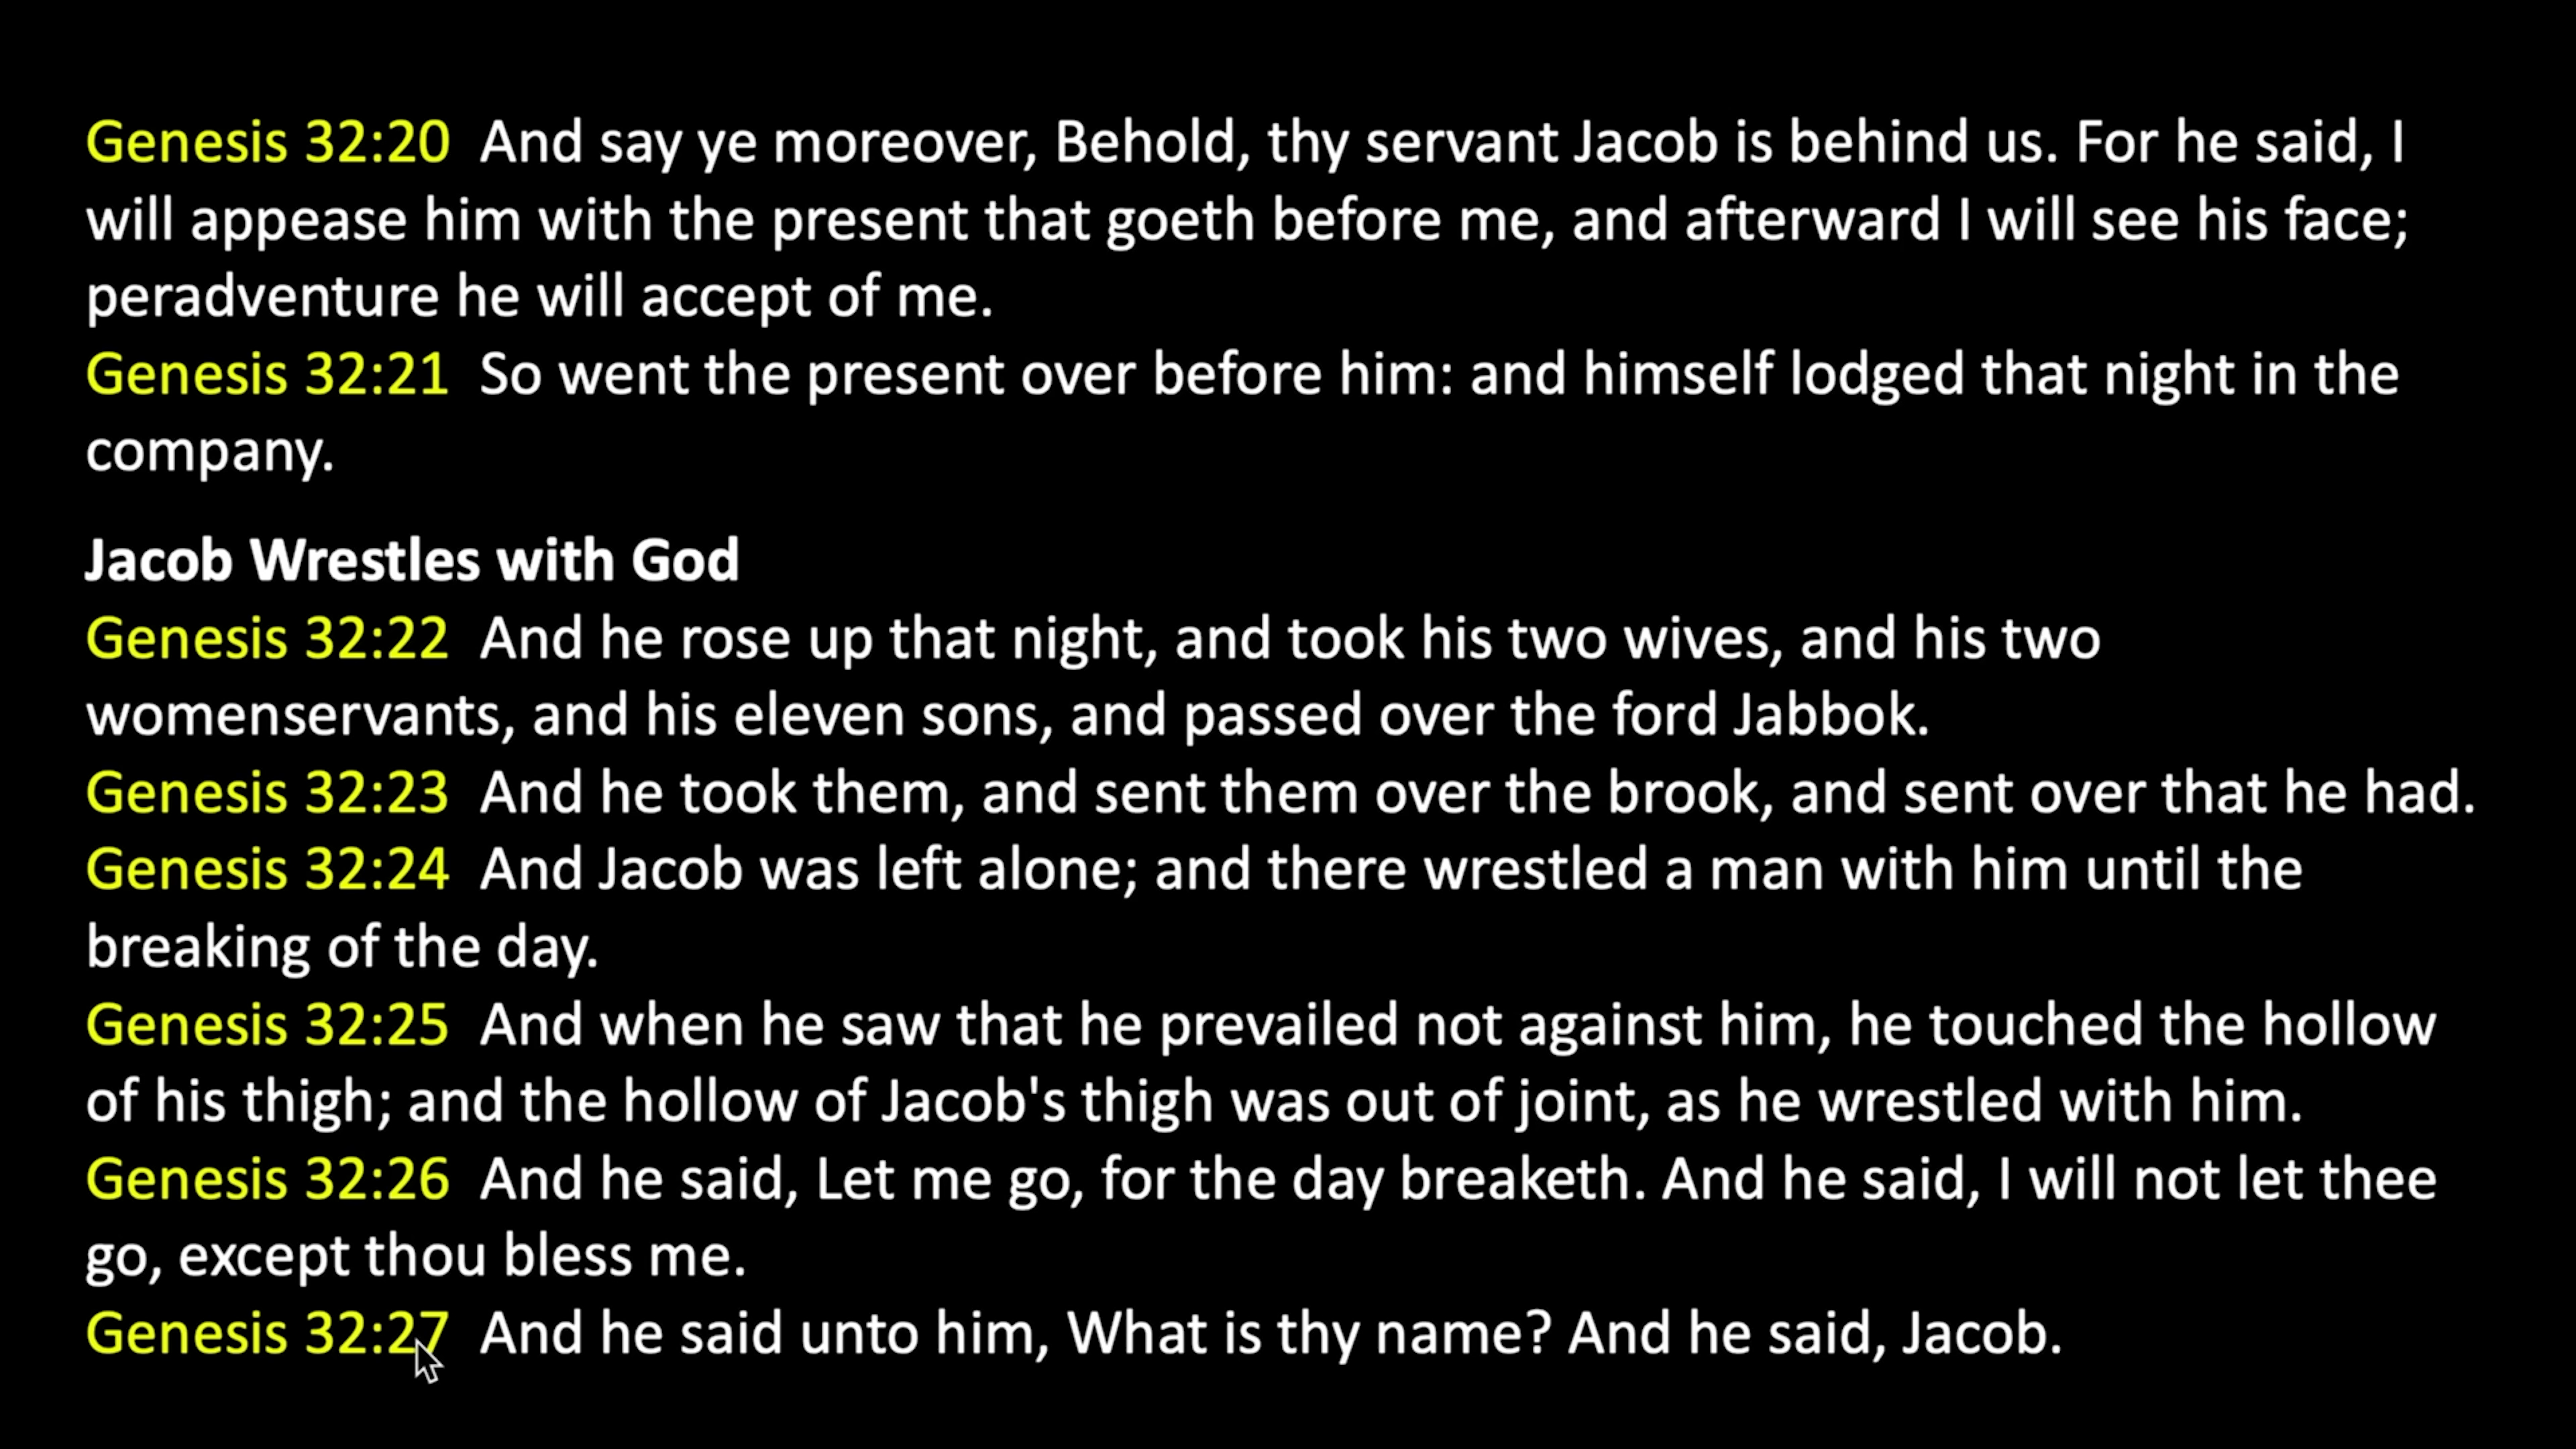 Genesis 32:20 And say ye moreover, Behold, thy servant Jacob is behind us. For he said, I
will appease him with the present that goeth before me, and afterward I will see his face;
peradventure he will accept of me.
Genesis 32:21 So went the present over before him: and himself lodged that night in the
company.
Jacob Wrestles with God
Genesis 32:22 And he rose up that night, and took his two wives, and his two
womenservants, and his eleven sons, and passed over the ford Jabbok.
Genesis 32:23 And he took them, and sent them over the brook, and sent over that he had.
Genesis 32:24 And Jacob was left alone; and there wrestled a man with him until the
breaking of the day.
Genesis 32:25 And when he saw that he prevailed not against him, he touched the hollow
of his thigh; and the hollow of Jacob's thigh was out of joint, as he wrestled with him.
Genesis 32:26 And he said, Let me go, for the day breaketh. And he said, I will not let thee
go, except thou bless me.
Genesis 32:27 And he said unto him, What is thy name? And he said, Jacob.